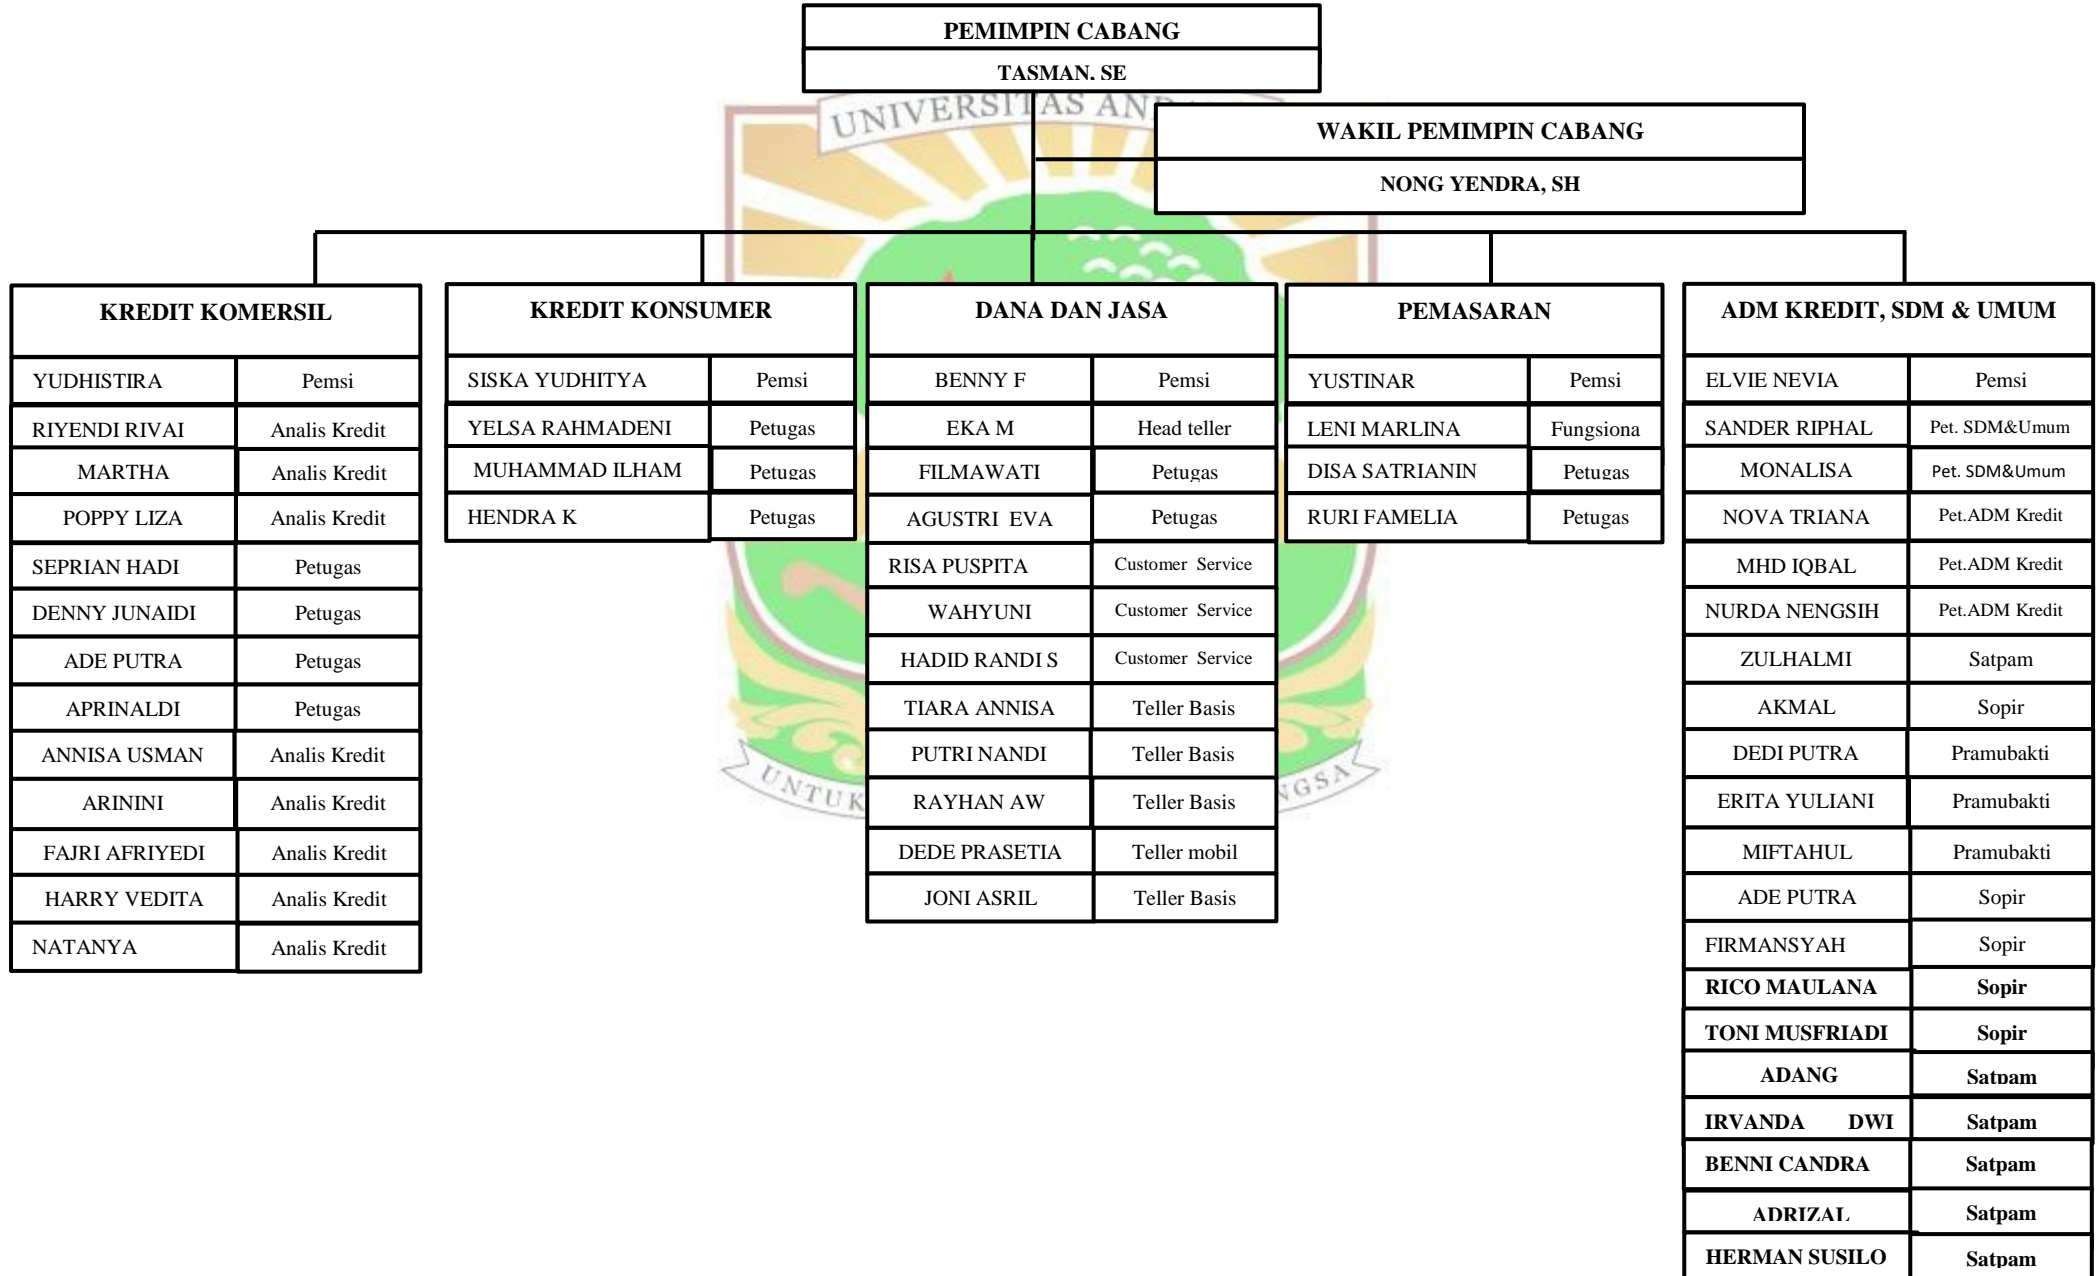 PEMIMPIN CABANG
TASMAN. SE
UNIVERSITAS
WAKIL PEMIMPIN CABANG
NONG YENDRA, SH
KREDIT KOMERSIL
YUDHISTIRA Pemsi
RIYENDI RIVAI Analis Kredit
MARTHA Analis Kredit
POPPY LIZA Analis Kredit
SEPRIAN HADI Petugas
DENNY JUNAIDI Petugas
ADE PUTRA Petugas
APRINALDI Petugas
ANNISA USMAN Analis Kredit
ARININI Analis Kredit
FAJRI AFRIYEDI Analis Kredit
HARRY VEDITA Analis Kredit
NATANYA Analis Kredit
KREDIT KONSUMER
SISKA YUDHITYA Pemsi
YELSA RAHMADENI Petugas
MUHAMMAD ILHAM Petugas
HENDRA K Petugas
DANA DAN JASA
BENNY F Pemsi
EKA M Head teller
FILMAWATI Petugas
AGUSTRI EVA Petugas
RISA PUSPITA Customer Service
WAHYUNI Customer Service
HADID RANDI S Customer Service
TIARA ANNISA Teller Basis
PUTRI NANDI Teller Basis
RAYHAN AW Teller Basis
DEDE PRASETIA Teller mobil
JONI ASRIL Teller Basis
PEMASARAN
YUSTINAR Pemsi
LENI MARLINA Fungsiona
DISA SATRIANIN Petugas
RURI FAMELIA Petugas
ADM KREDIT, SDM & UMUM
ELVIE NEVIA Pemsi
SANDER RIPHAL Pet. SDM&Umum
MONALISA Pet. SDM&Umum
NOVA TRIANA Pet.ADM Kredit
MHD IQBAL Pet.ADM Kredit
NURDA NENGSIH Pet.ADM Kredit
ZULHALMI Satpam
AKMAL Sopir
DEDI PUTRA Pramubakti
ERITA YULIANI Pramubakti
MIFTAHUL Pramubakti
ADE PUTRA Sopir
FIRMANSYAH Sopir
RICO MAULANA Sopir
TONI MUSFRIADI Sopir
ADANG Satpam
IRVANDA DWI Satpam
BENNI CANDRA Satpam
ADRIZAL Satpam
HERMAN SUSILO Satpam
UNTUK